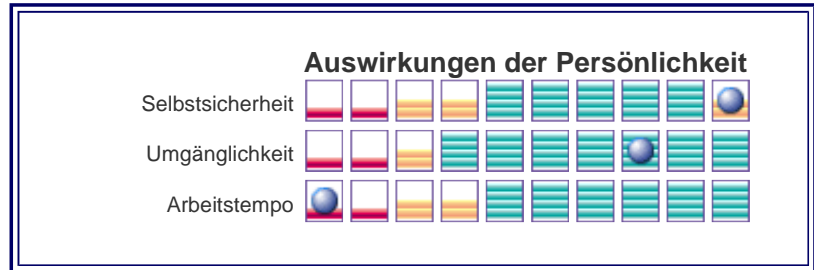 Auswirkungen der Persönlichkeit
Selbstsicherheit
Umgänglichkeit
Arbeitstempo